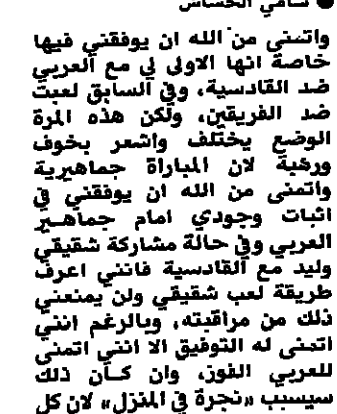 ● سامي الحساس
واتمنى من الله ان يوفقني فيها
خاصة انها الاولى لي مع العربي
ضد القادسية، وفي السابق لعبت
ضد الفريقين، ولكن هذه المرة
الوضع يختلف واشعر بخوف
ورهبة لان المباراة جماهيرية
واتمنى من الله ان يوفقني في
اثبات وجودي امام جماهير
العربي وفي حالة مشاركة شقيقي
وليد مع القادسية فانني اعرف
طريقة لعب شقيقي ولن يمنعني
ذلك من مراقبته، وبالرغم انني
اتمنى له التوفيق الا انني اتمنى
للعربي الفوز، وان كان ذلك
سيسبب «نجرة في المنزل» لان كل